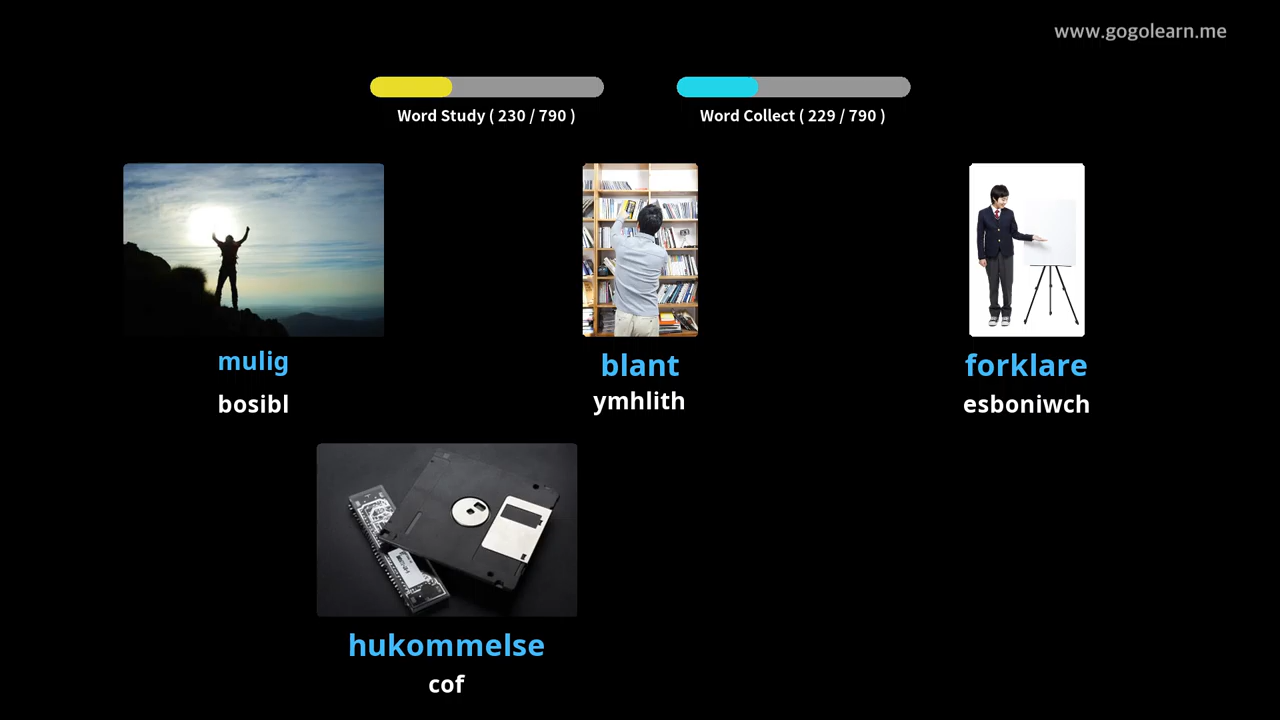 www.gogolearn.me
Word Study ( 230 / 790 )
Word Collect ( 229 / 790 )
mulig
bosibl
blant
ymhlith
forklare
esboniwch
hukommelse
cof